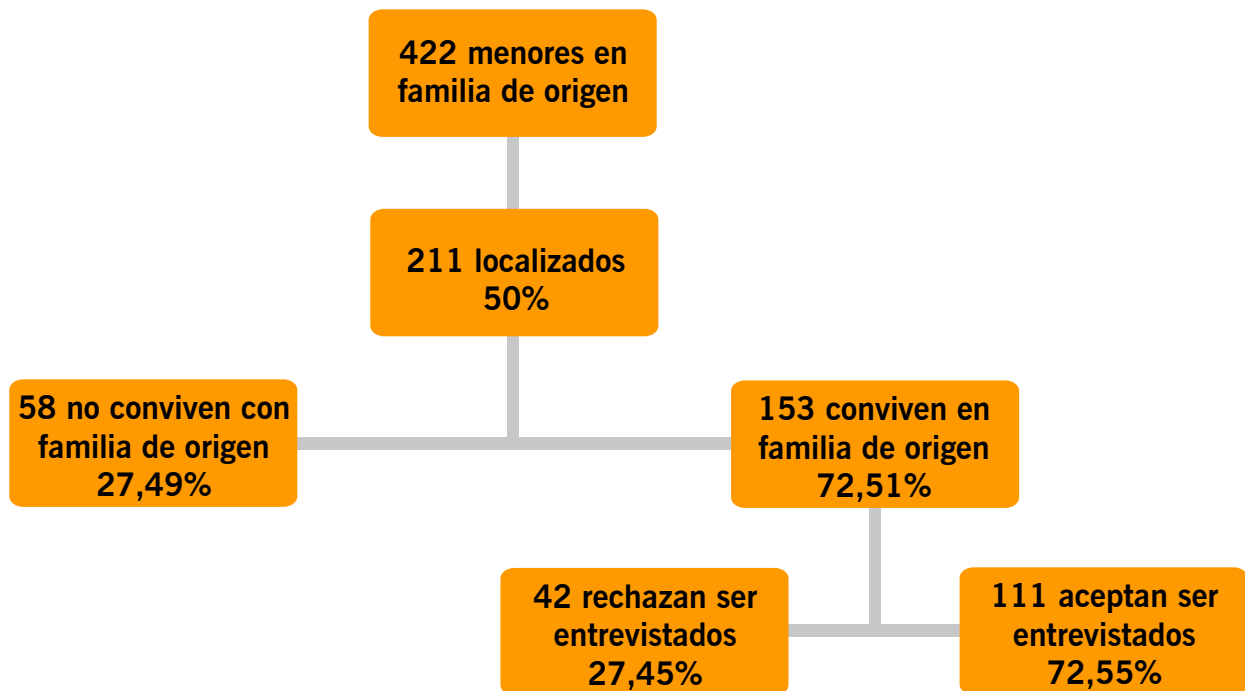 422 menores en
familia de origen
211 localizados
50%
58 no conviven con
familia de origen
27,49%
153 conviven en
familia de origen
72,51%
42 rechazan ser
entrevistados
27,45%
111 aceptan ser
entrevistados
72,55%